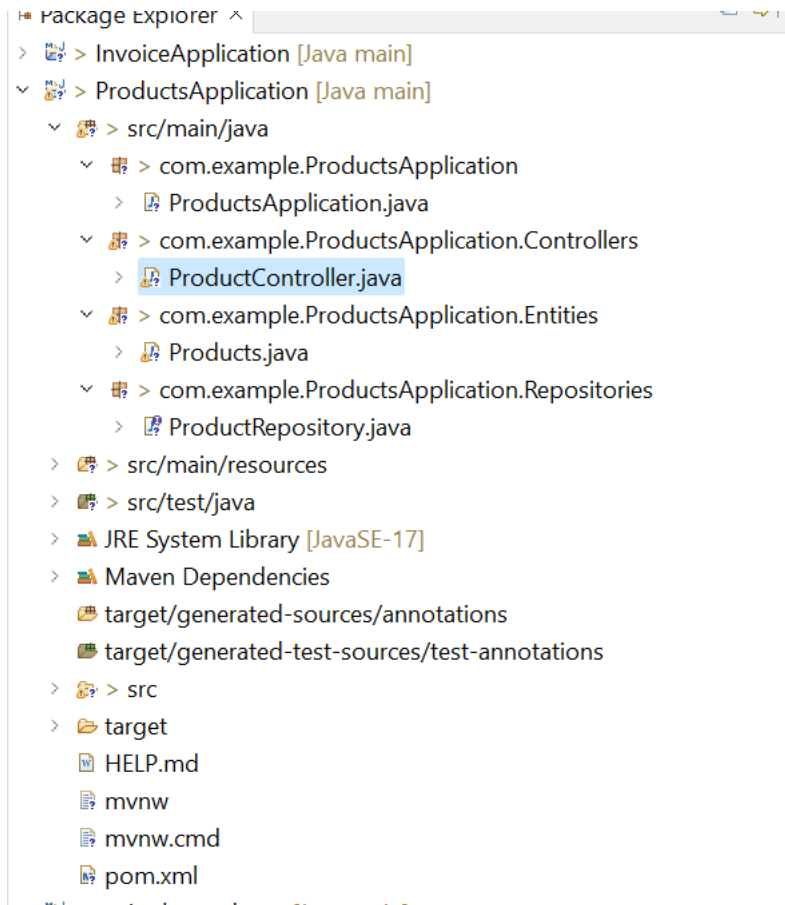 Package Explorer ×
> InvoiceApplication [Java main]
> ProductsApplication [Java main]
> src/main/java
> com.example.ProductsApplication
ProductsApplication.java
> com.example.ProductsApplication.Controllers
ProductController.java
> com.example.ProductsApplication.Entities
Products.java
> com.example.ProductsApplication.Repositories
ProductRepository.java
> src/main/resources
> src/test/java
JRE System Library [JavaSE-17]
Maven Dependencies
target/generated-sources/annotations
target/generated-test-sources/test-annotations
> src
target
HELP.md
mvnw
mvnw.cmd
pom.xml